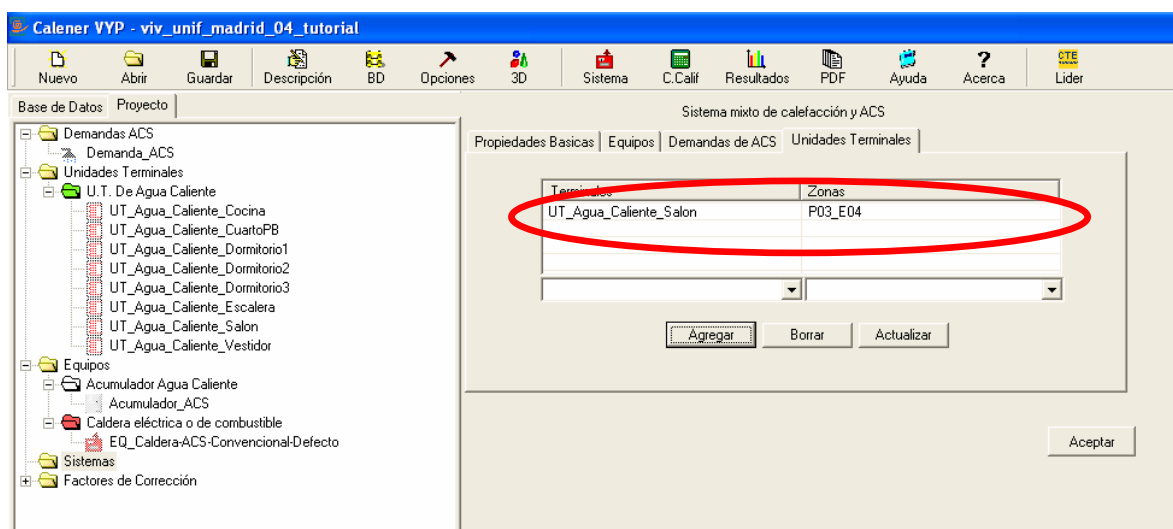 Calener VYP - viv_unif_madrid_04_tutorial
Nuevo Abrir Guardar Descripción BD Opciones 3D Sistema C.Calif Resultados PDF Ayuda Acerca CTE Lider
Base de Datos Proyecto
Demandas ACS
Demanda_ACS
Unidades Terminales
U.T. De Agua Caliente
UT_Agua_Caliente_Cocina
UT_Agua_Caliente_CuartoPB
UT_Agua_Caliente_Dormitorio1
UT_Agua_Caliente_Dormitorio2
UT_Agua_Caliente_Dormitorio3
UT_Agua_Caliente_Escalera
UT_Agua_Caliente_Salon
UT_Agua_Caliente_Vestidor
Equipos
Acumulador Agua Caliente
Acumulador_ACS
Caldera eléctrica o de combustible
EQ_Caldera-ACS-Convencional-Defecto
Sistemas
Factores de Corrección
Sistema mixto de calefacción y ACS
Propiedades Basicas Equipos Demandas de ACS Unidades Terminales
Terminales Zonas
UT_Agua_Caliente_Salon P03_E04
Agregar Borrar Actualizar
Aceptar